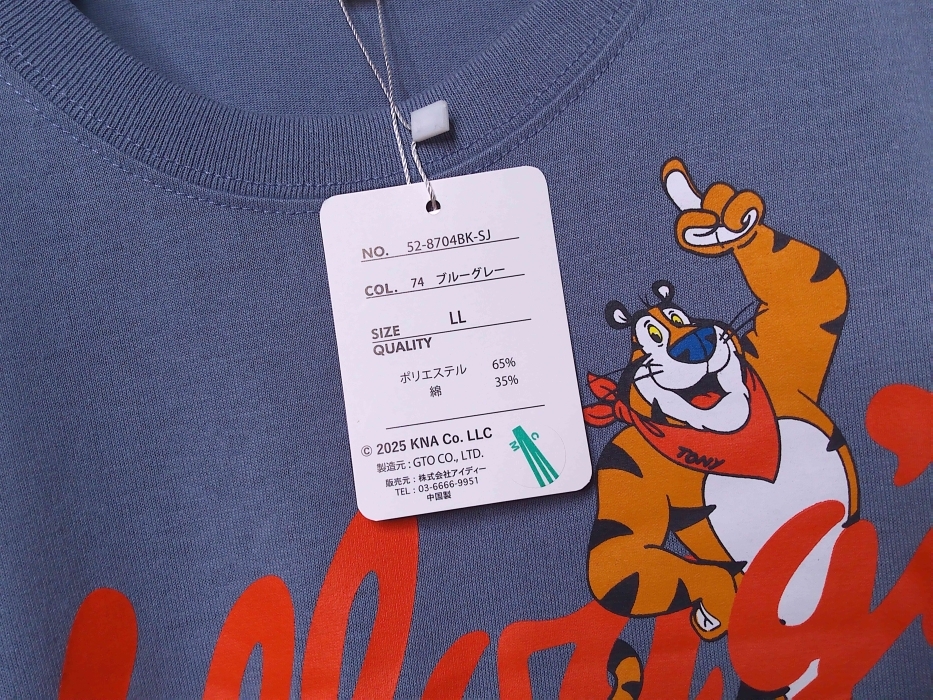 NO. 52-8704BK-SJ
COL. 74 ブルーグレー
SIZE LL
QUALITY
ポリエステル 65%
綿 35%
© 2025 KNA Co. LLC
製造元 : GTO CO., LTD.
販売元 : 株式会社アイディー
TEL : 03-6666-9951
中国製
TONY